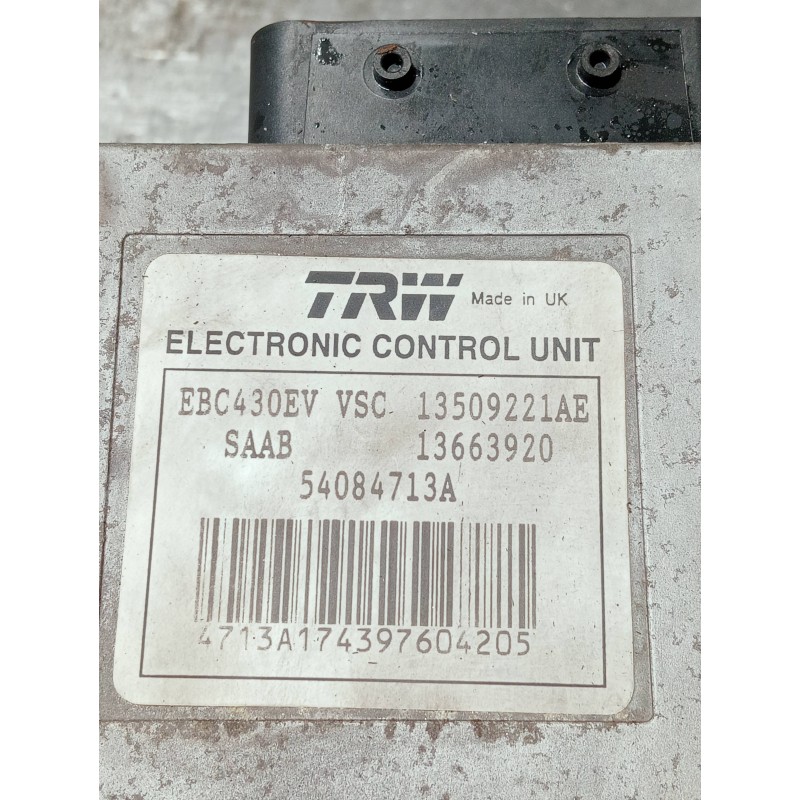 TRW Made in UK
ELECTRONIC CONTROL UNIT
EBC430EV VSC 13509221AE
SAAB 13663920
54084713A
4713A174397604205